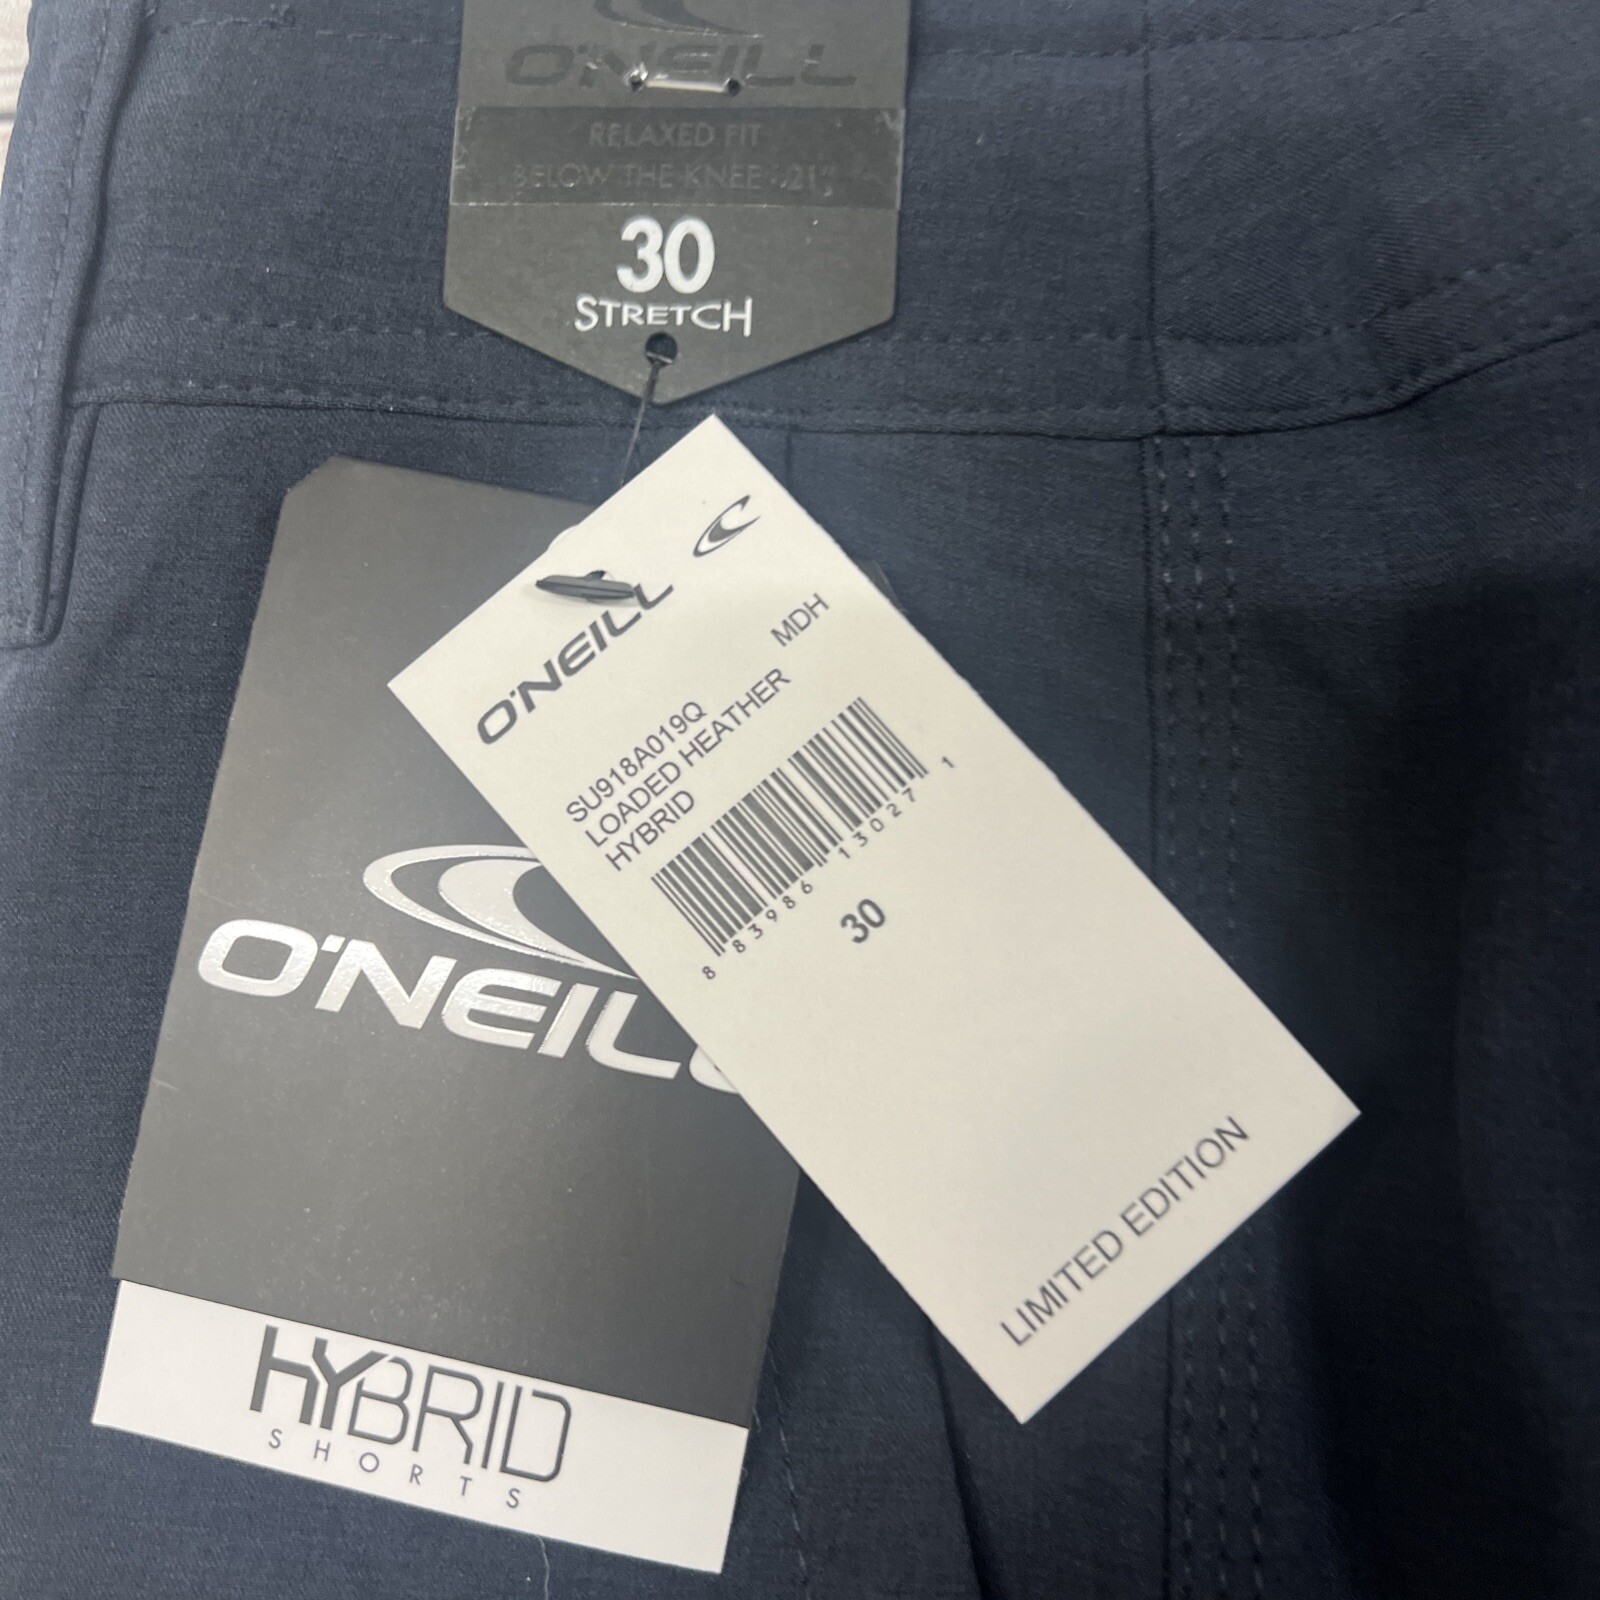 O'NEILL
RELAXED FIT
BELOW THE KNEE - 21"
30
STRETCH
O'NEILL
MDH
SU918A019Q
LOADED HEATHER
HYBRID
8 83986 13027 1
30
LIMITED EDITION
O'NEILL
HYBRID
SHORTS